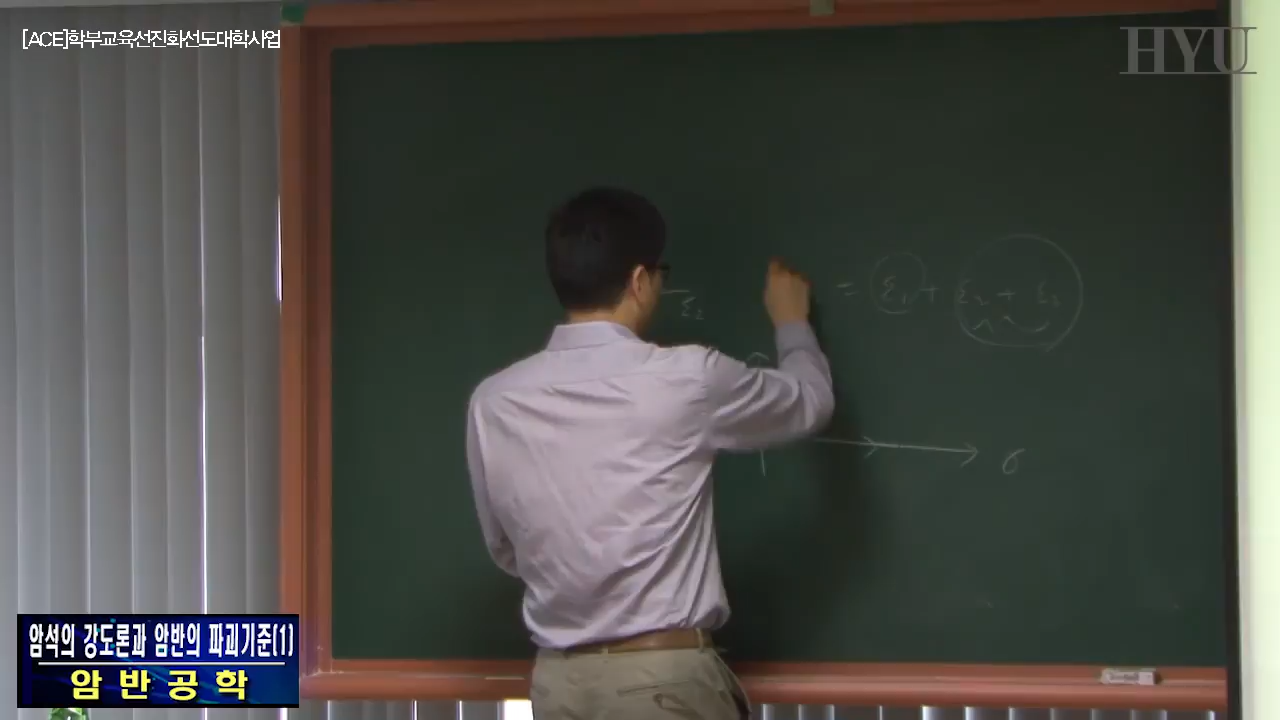 [ACE]학부교육선진화선도대학사업
HYU
= ε₁ + ε₂ + ε₃
ε₂
σ
암석의 강도론과 암반의 파괴기준(1)
암반공학